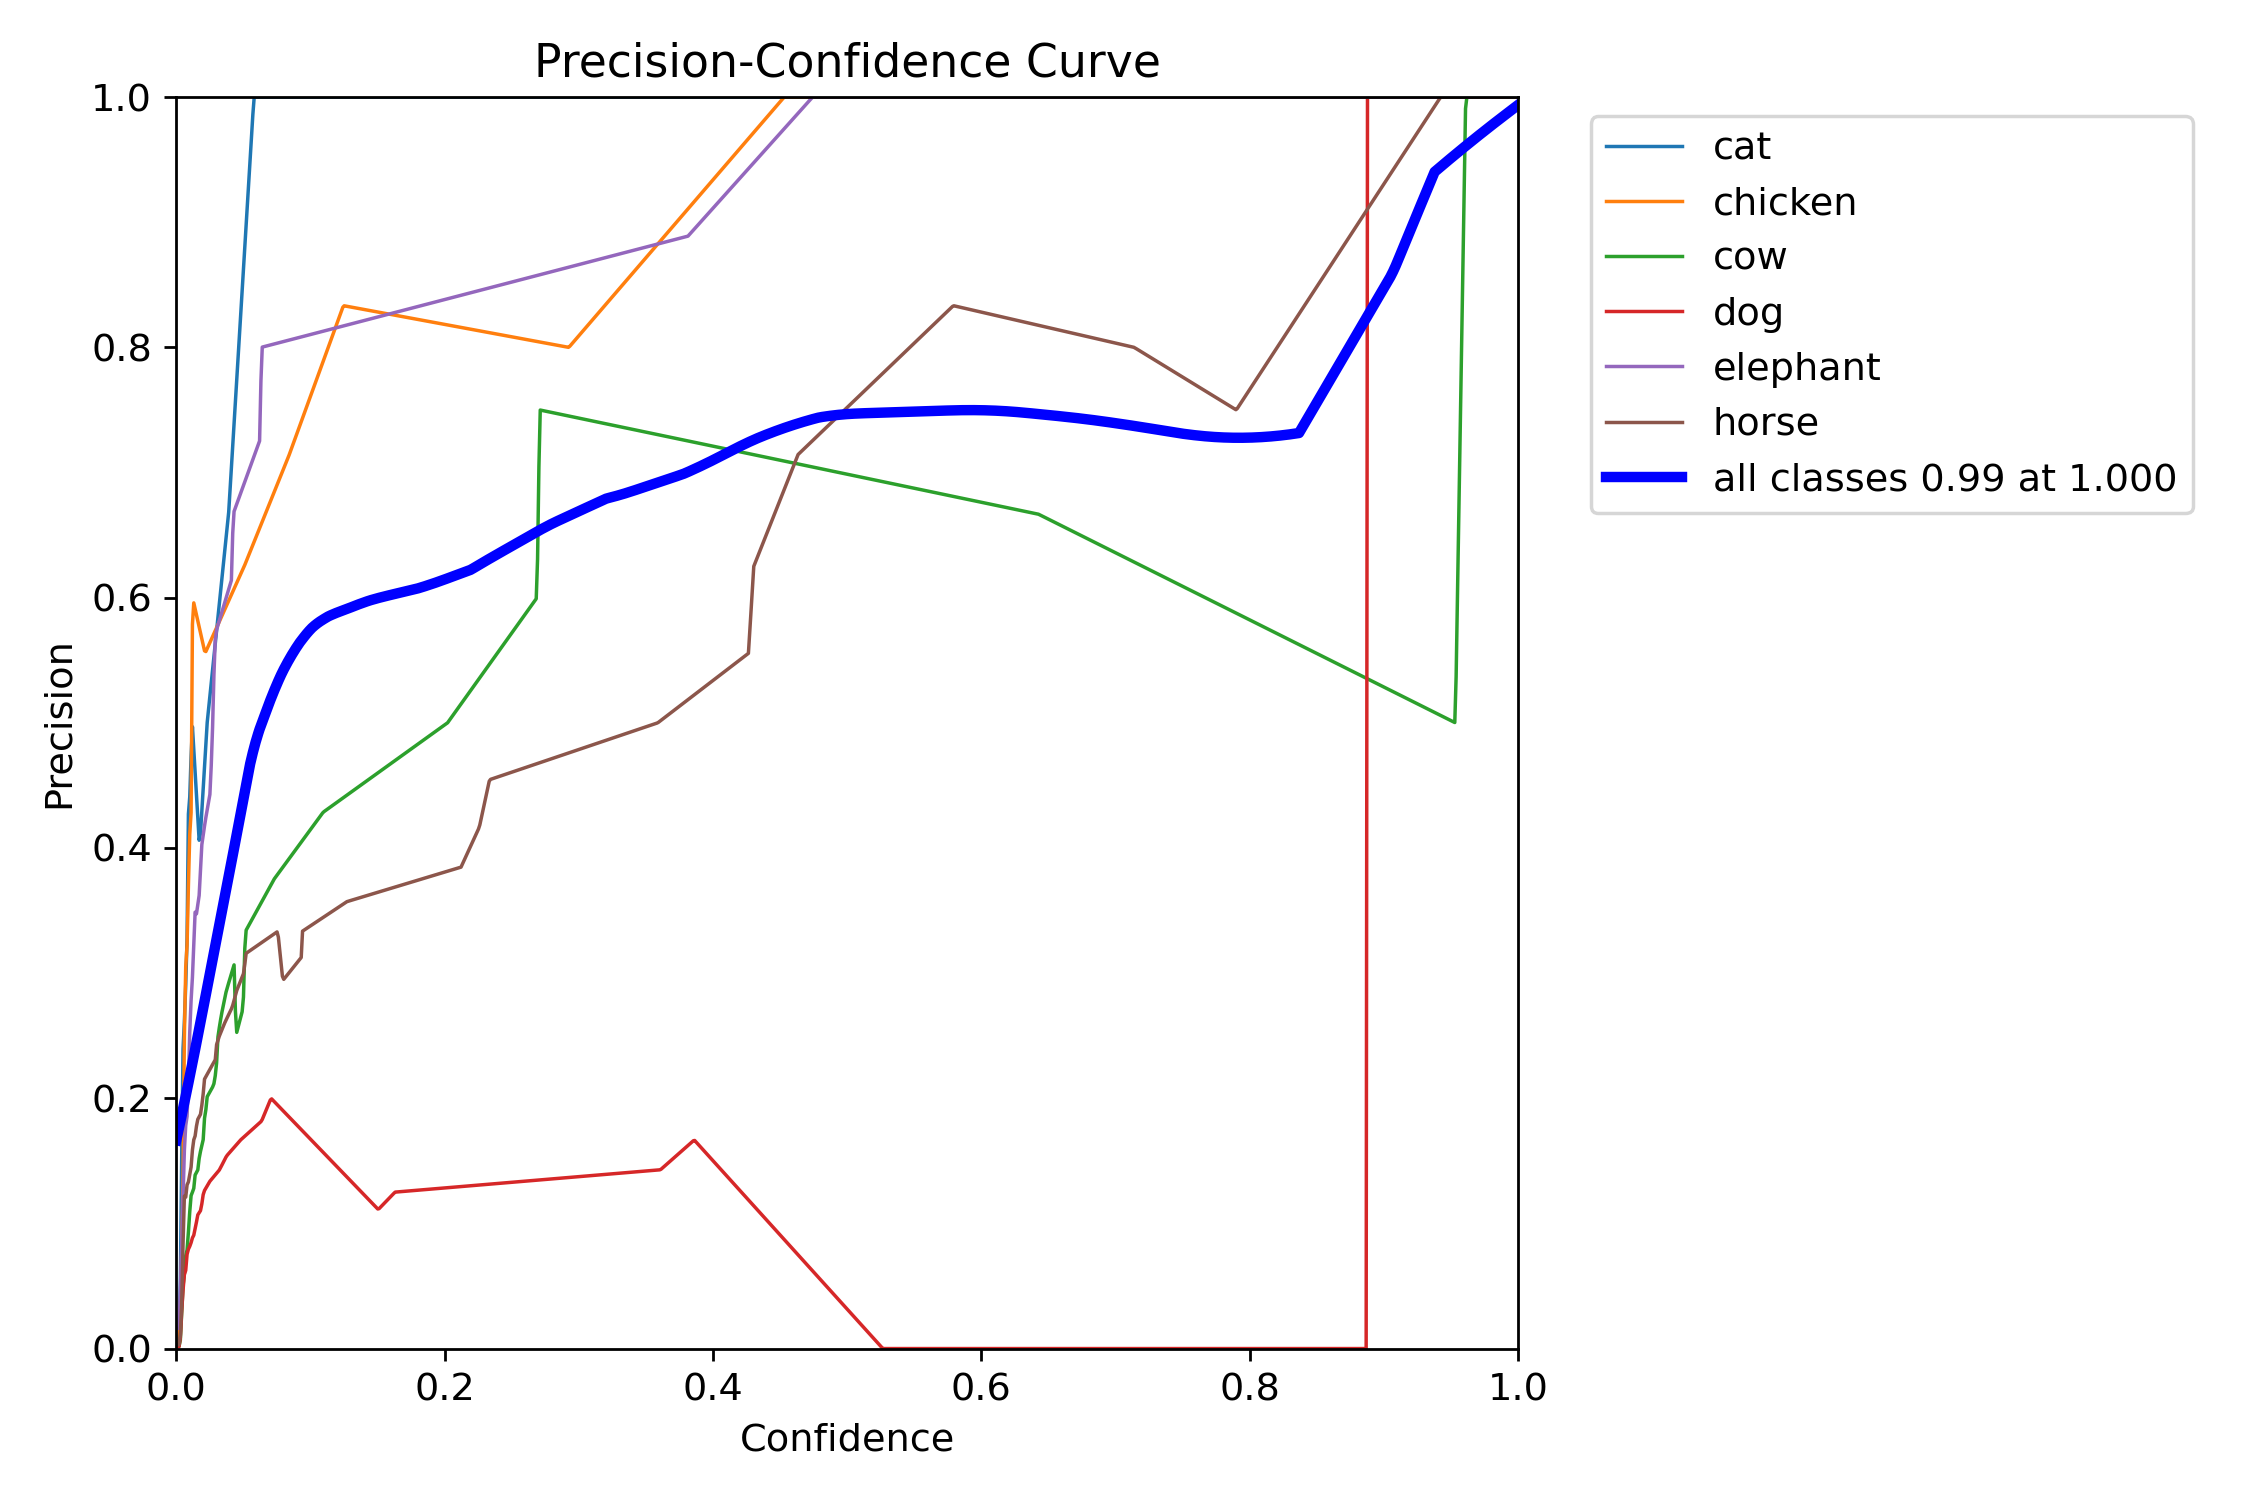 Precision-Confidence Curve
1.0
0.8
0.6
0.4
0.2
0.0
Precision
0.0 0.2 0.4 0.6 0.8 1.0
Confidence
cat
chicken
cow
dog
elephant
horse
all classes 0.99 at 1.000